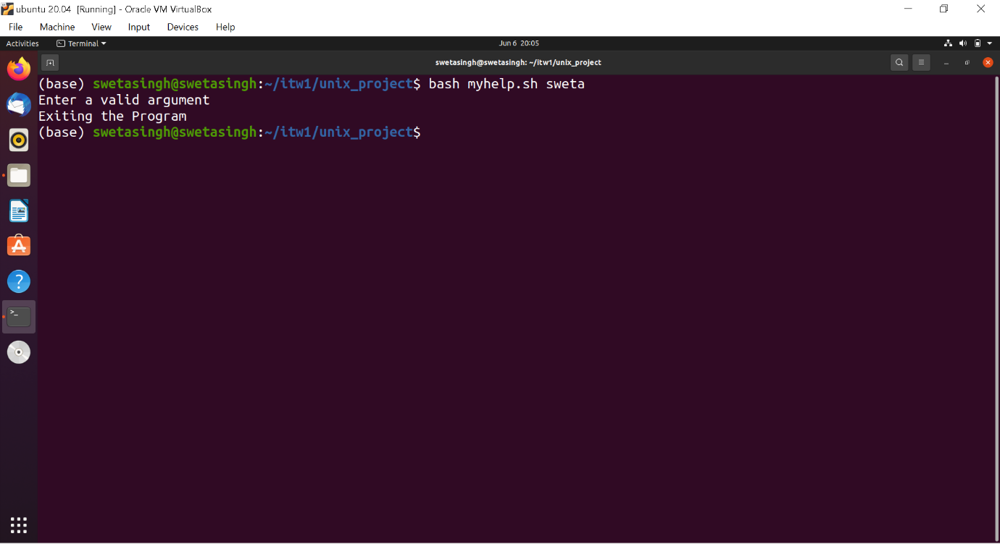 ubuntu 20.04 [Running] - Oracle VM VirtualBox
File Machine View Input Devices Help
Activities Terminal Jun 6 20:05
swetasingh@swetasingh: ~/itw1/unix_project
(base) swetasingh@swetasingh:~/itw1/unix_project$ bash myhelp.sh sweta
Enter a valid argument
Exiting the Program
(base) swetasingh@swetasingh:~/itw1/unix_project$